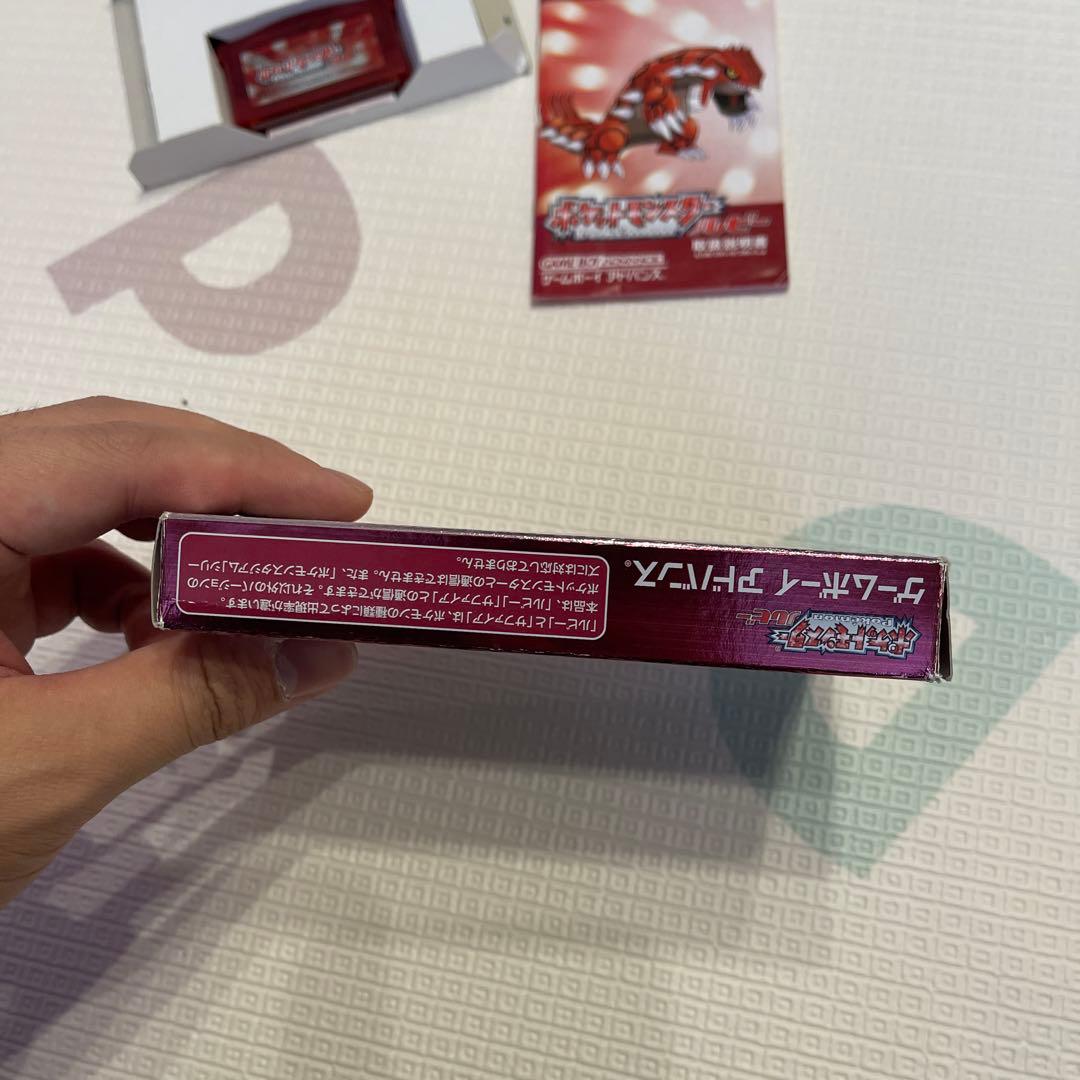 ポケットモンスター
ルビー
取扱説明書
GAME BOY ADVANCE
ゲームボーイ アドバンス
ポケットモンスター
Pokémon
ルビー
ゲームボーイ アドバンス。
「ルビー」と「サファイア」は、ポケモンの種類によって出現率が違います。
本品は、「ルビー」「サファイア」との通信ができます。それ以外のバージョンの
ポケットモンスターとの通信はできません。また、「ポケモンスタジアム」シリー
ズには対応しておりません。